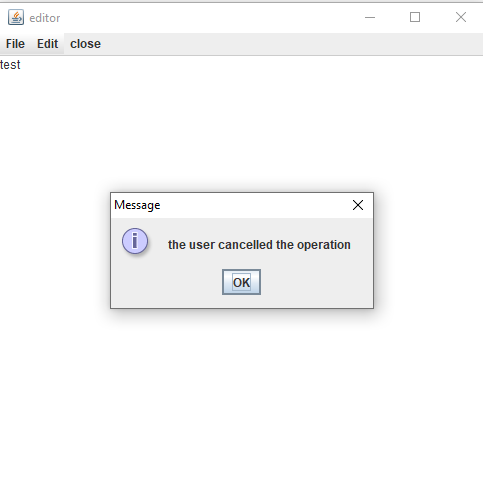 editor
File Edit close
test
Message
the user cancelled the operation
OK